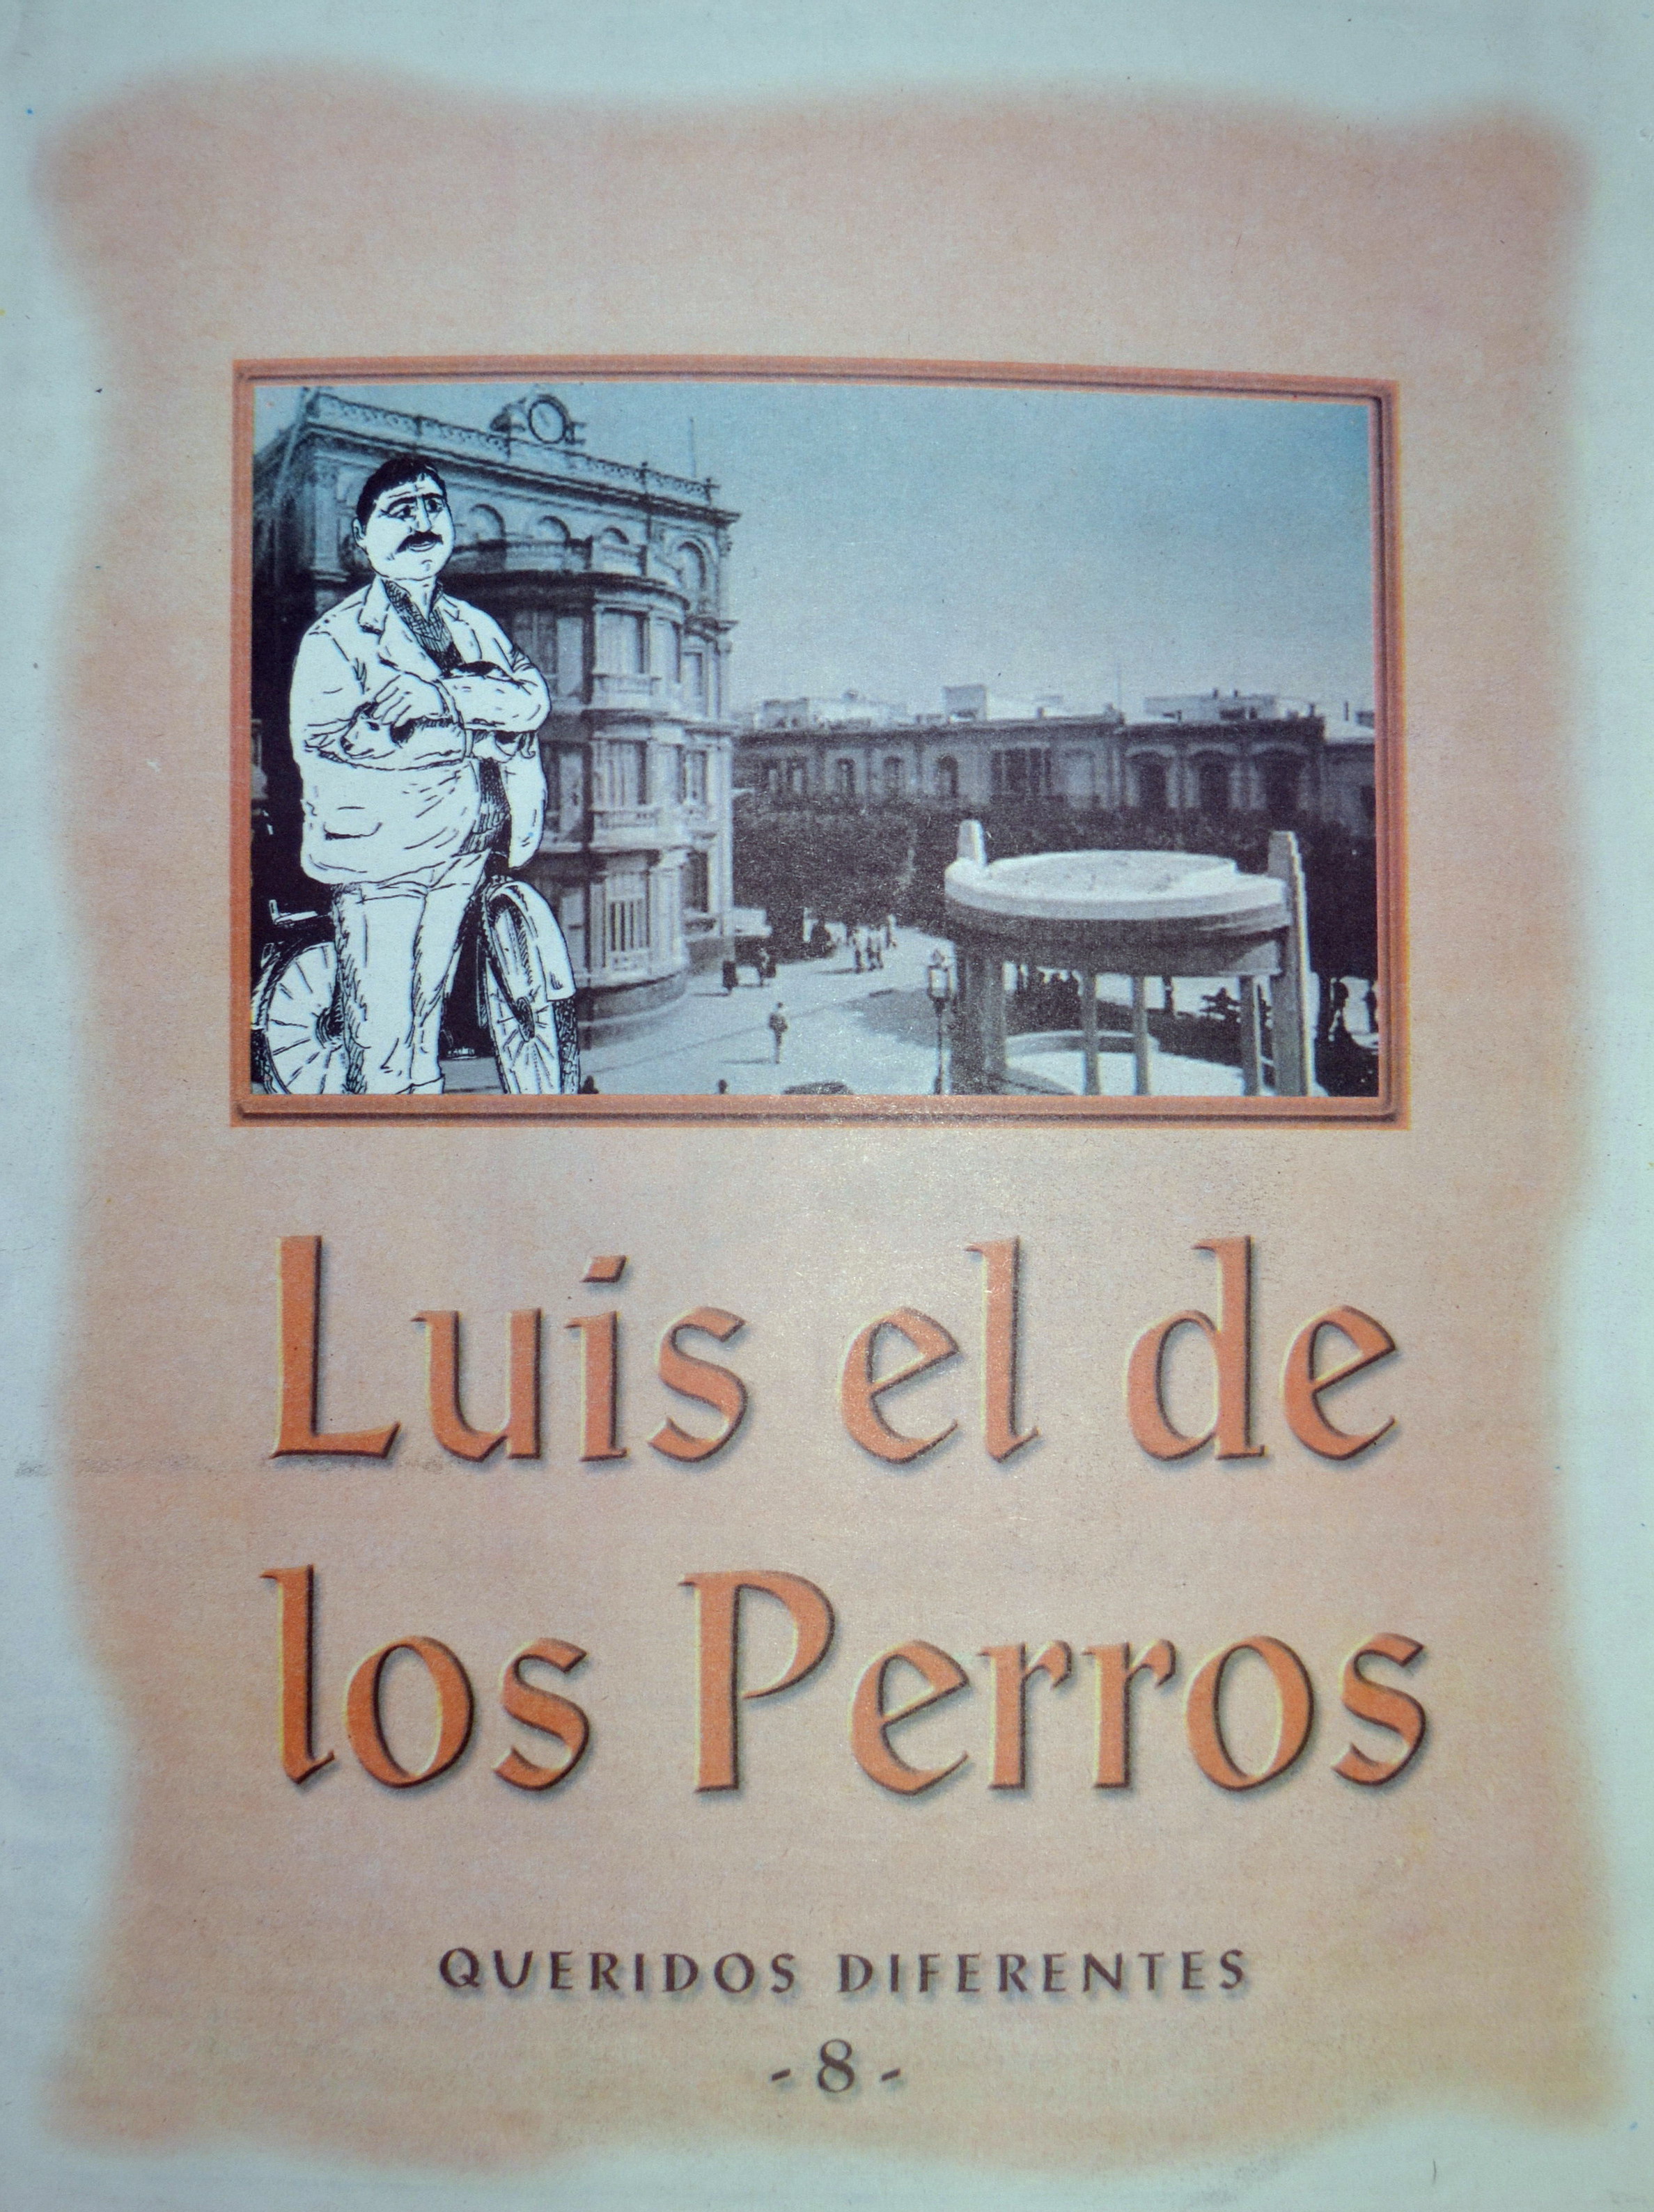 Luis el de
los Perros
QUERIDOS DIFERENTES
- 8 -